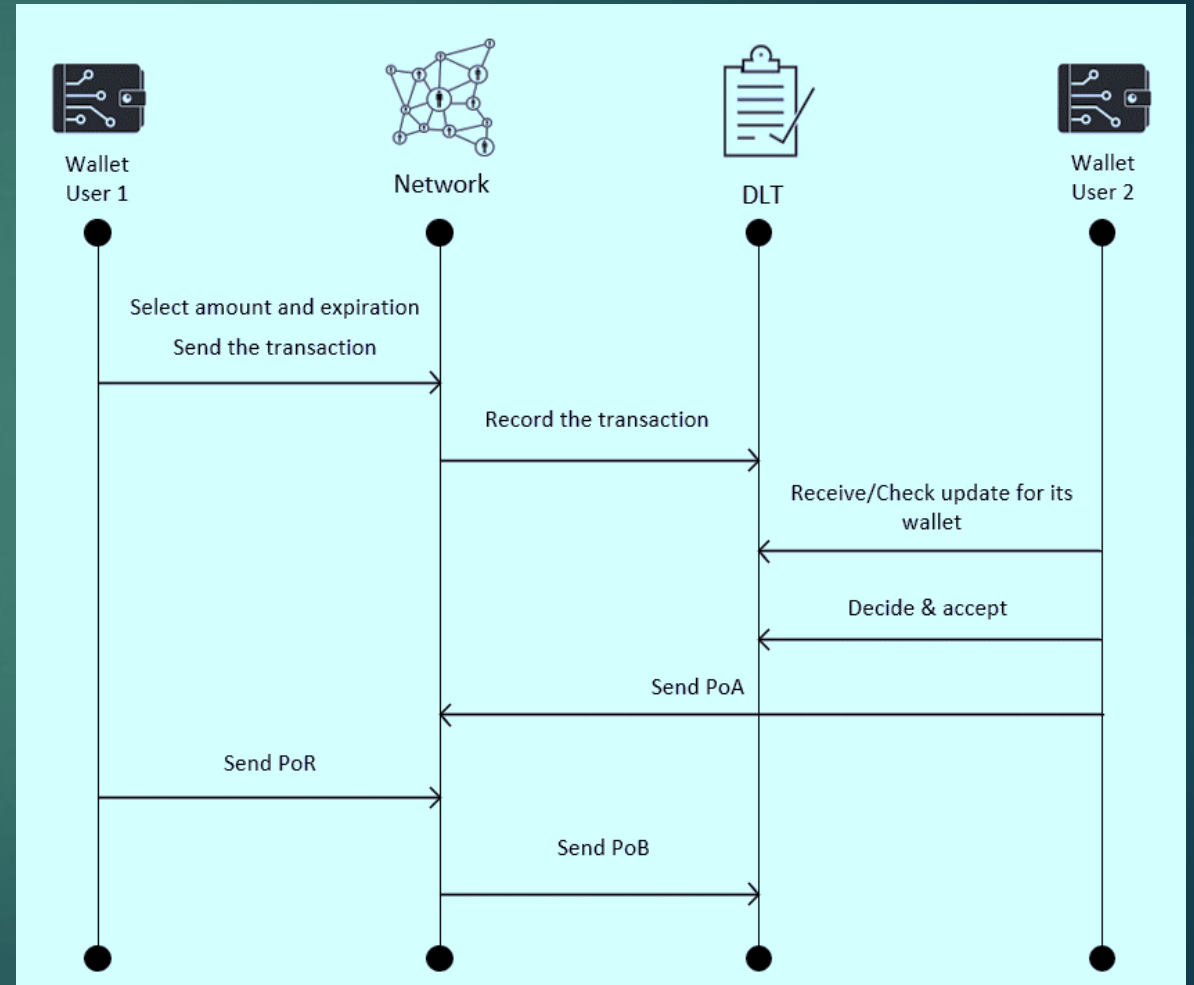 Wallet
User 1
Network
DLT
Wallet
User 2
Select amount and expiration
Send the transaction
Record the transaction
Receive/Check update for its
wallet
Decide & accept
Send PoA
Send PoR
Send PoB